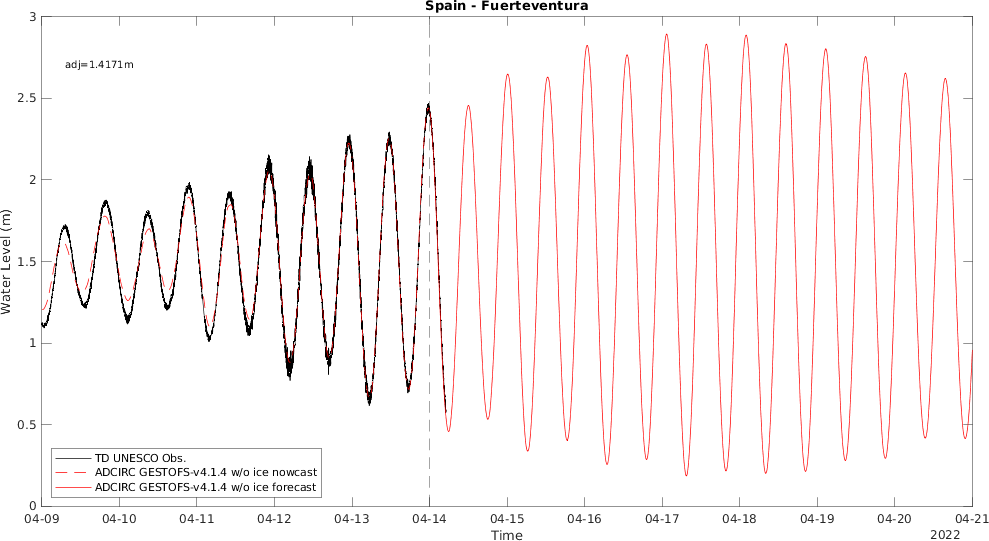 Spain - Fuerteventura
adj=1.4171m
Water Level (m)
3
2.5
2
1.5
1
0.5
0
TD UNESCO Obs.
ADCIRC GESTOFS-v4.1.4 w/o ice nowcast
ADCIRC GESTOFS-v4.1.4 w/o ice forecast
04-09 04-10 04-11 04-12 04-13 04-14 04-15 04-16 04-17 04-18 04-19 04-20 04-21
Time
2022